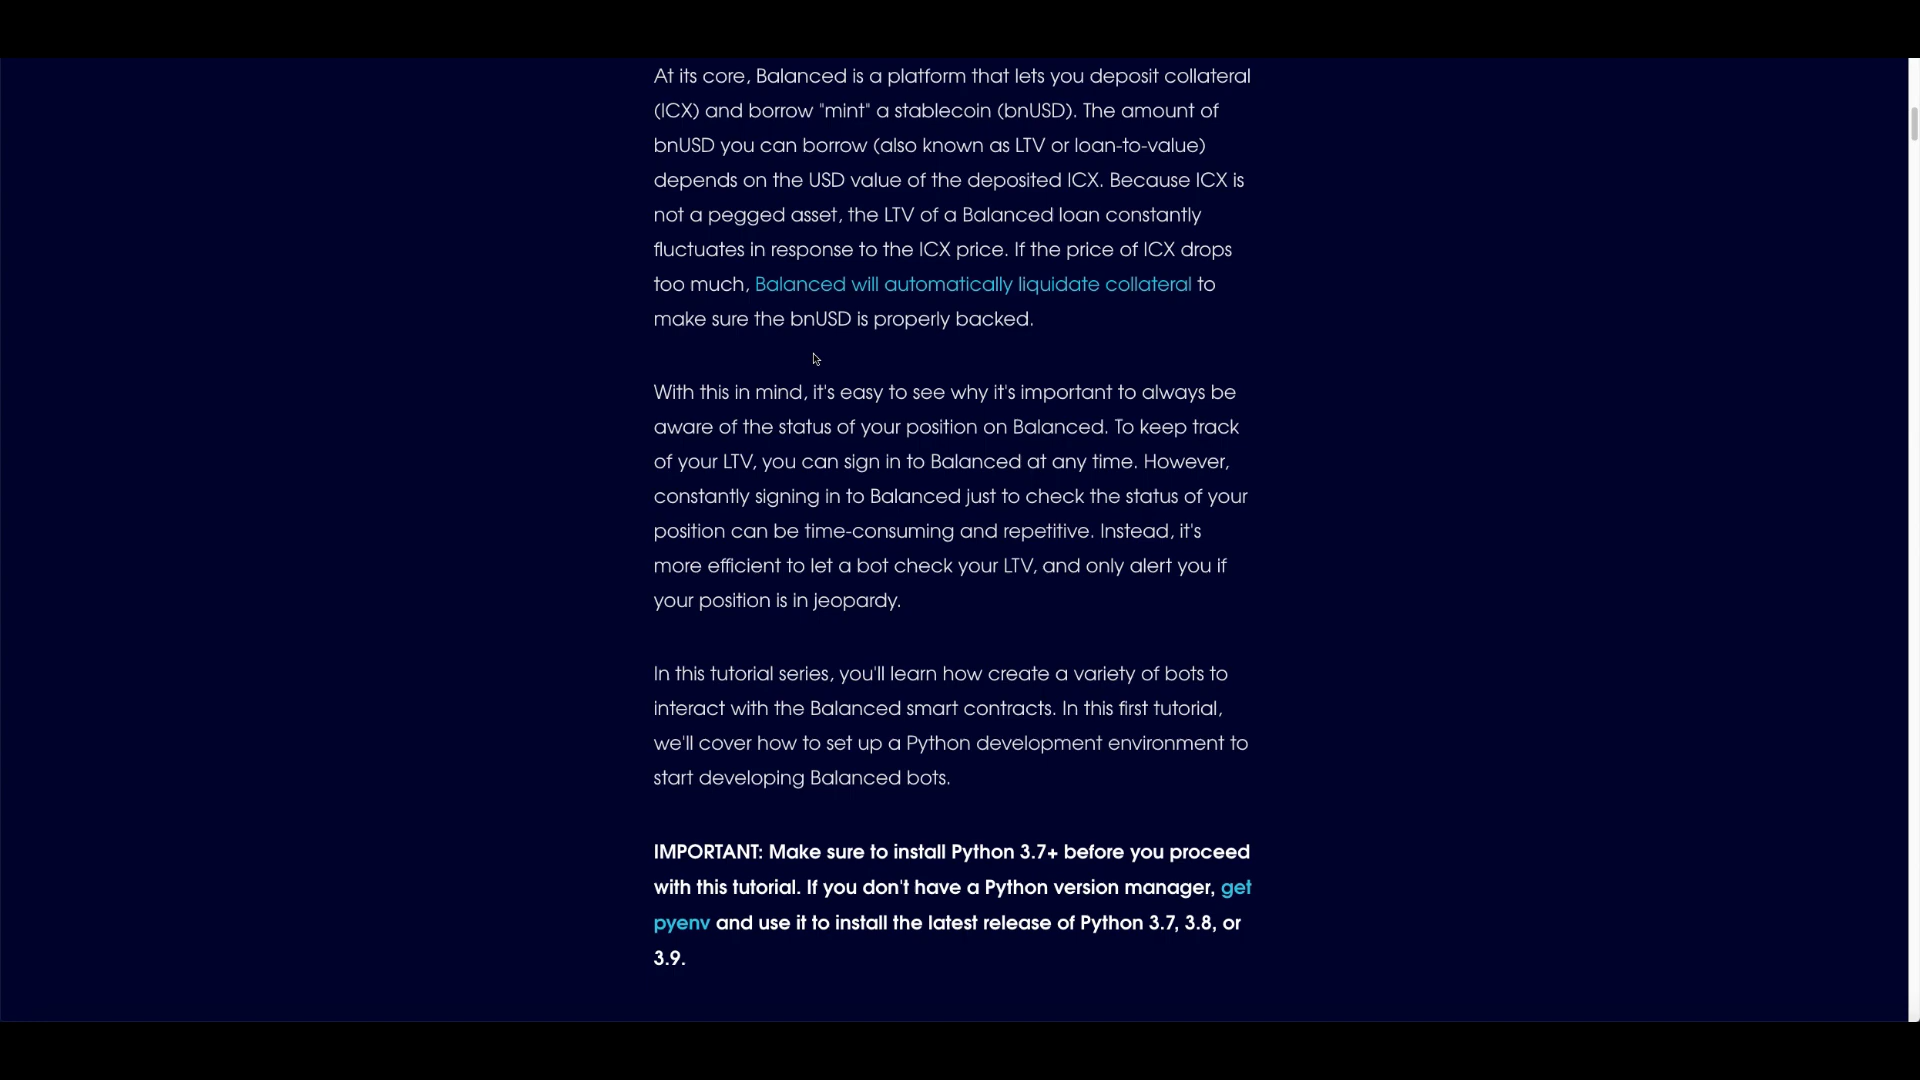 At its core, Balanced is a platform that lets you deposit collateral
(ICX) and borrow "mint" a stablecoin (bnUSD). The amount of
bnUSD you can borrow (also known as LTV or loan-to-value)
depends on the USD value of the deposited ICX. Because ICX is
not a pegged asset, the LTV of a Balanced loan constantly
fluctuates in response to the ICX price. If the price of ICX drops
too much, Balanced will automatically liquidate collateral to
make sure the bnUSD is properly backed.
With this in mind, it's easy to see why it's important to always be
aware of the status of your position on Balanced. To keep track
of your LTV, you can sign in to Balanced at any time. However,
constantly signing in to Balanced just to check the status of your
position can be time-consuming and repetitive. Instead, it's
more efficient to let a bot check your LTV, and only alert you if
your position is in jeopardy.
In this tutorial series, you'll learn how create a variety of bots to
interact with the Balanced smart contracts. In this first tutorial,
we'll cover how to set up a Python development environment to
start developing Balanced bots.
IMPORTANT: Make sure to install Python 3.7+ before you proceed
with this tutorial. If you don't have a Python version manager, get
pyenv and use it to install the latest release of Python 3.7, 3.8, or
3.9.